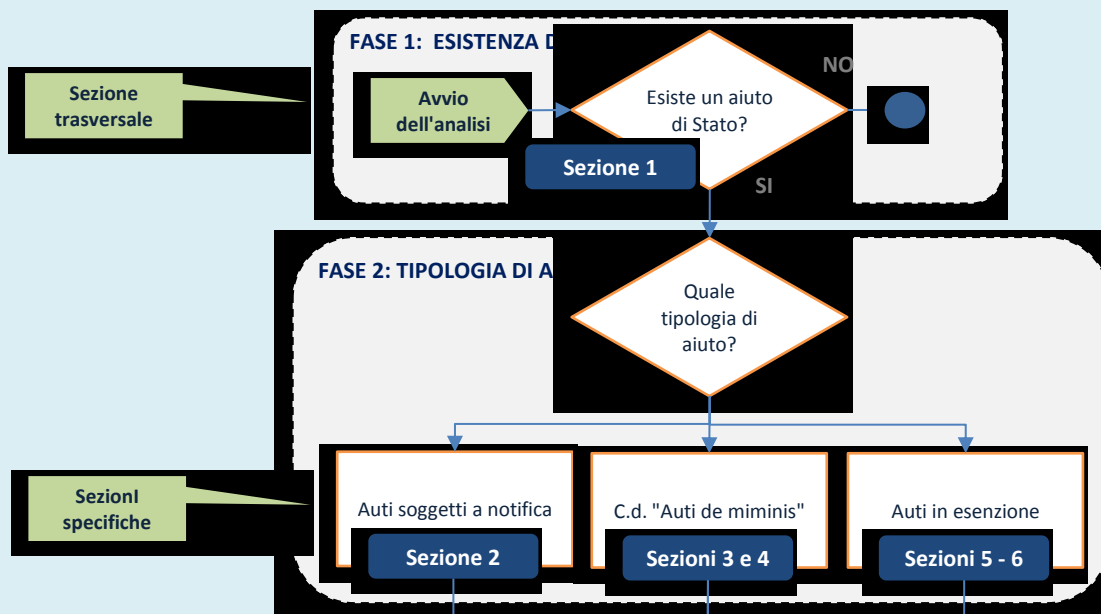 FASE 1: ESISTENZA D
NO
Sezione
trasversale
Avvio
dell'analisi
Esiste un aiuto
di Stato?
Sezione 1
SI
FASE 2: TIPOLOGIA DI A
Quale
tipologia di
aiuto?
SezionI
specifiche
Auti soggetti a notifica
C.d. "Auti de miminis"
Auti in esenzione
Sezione 2
Sezioni 3 e 4
Sezioni 5 - 6